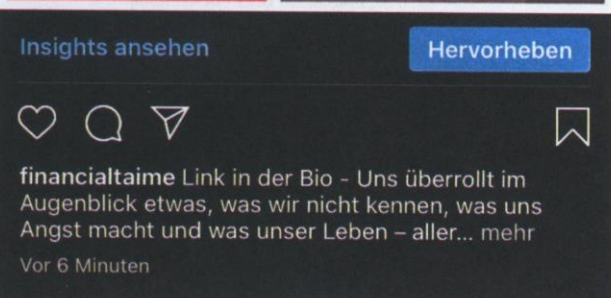 Insights ansehen
Hervorheben
financialtaime Link in der Bio - Uns überrollt im
Augenblick etwas, was wir nicht kennen, was uns
Angst macht und was unser Leben – aller... mehr
Vor 6 Minuten